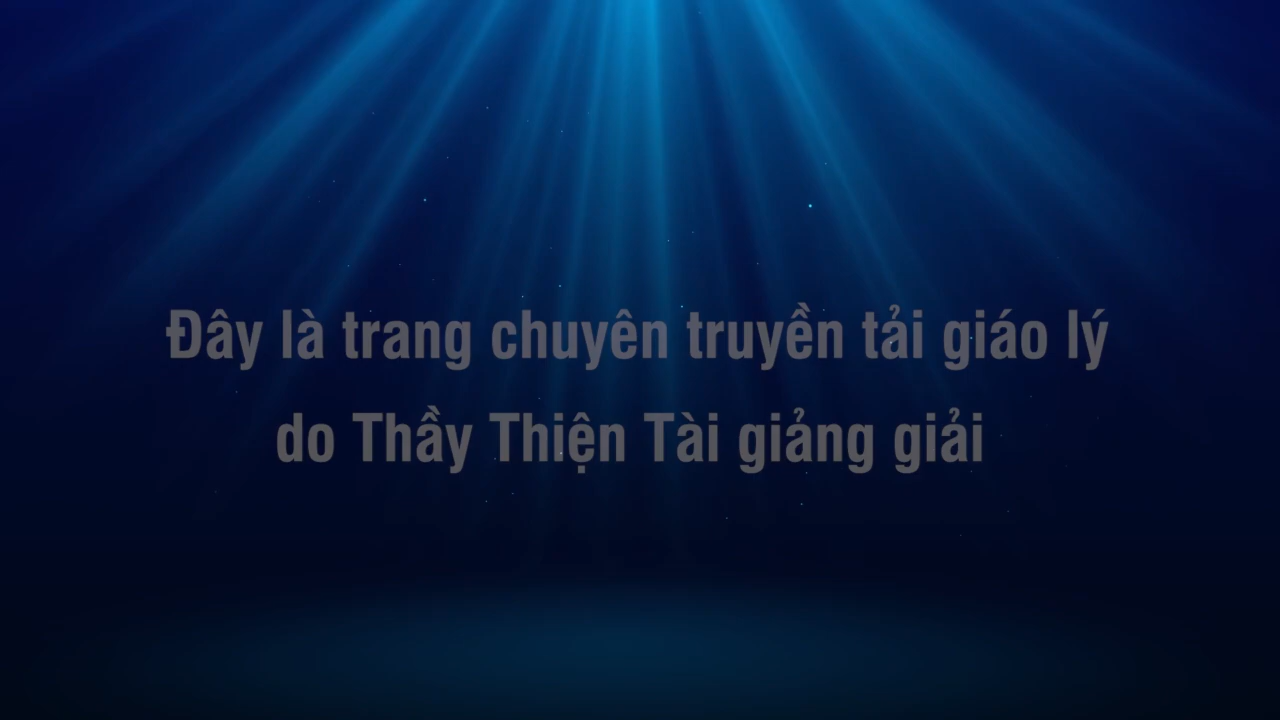 Đây là trang chuyên truyền tải giáo lý
do Thầy Thiện Tài giảng giải